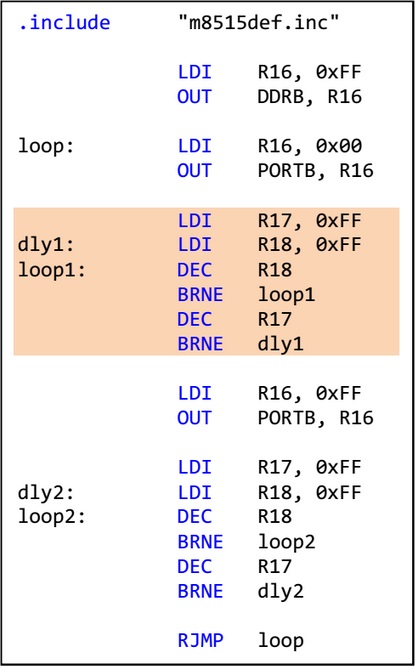 .include "m8515def.inc"
LDI R16, 0xFF
OUT DDRB, R16
loop: LDI R16, 0x00
OUT PORTB, R16
LDI R17, 0xFF
dly1: LDI R18, 0xFF
loop1: DEC R18
BRNE loop1
DEC R17
BRNE dly1
LDI R16, 0xFF
OUT PORTB, R16
LDI R17, 0xFF
dly2: LDI R18, 0xFF
loop2: DEC R18
BRNE loop2
DEC R17
BRNE dly2
RJMP loop